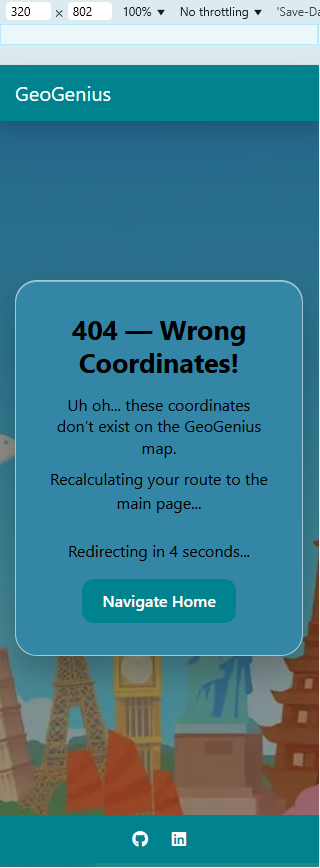 320 × 802 100% ▼ No throttling ▼ 'Save-Da
GeoGenius
404 — Wrong
Coordinates!
Uh oh... these coordinates
don't exist on the GeoGenius
map.
Recalculating your route to the
main page...
Redirecting in 4 seconds...
Navigate Home